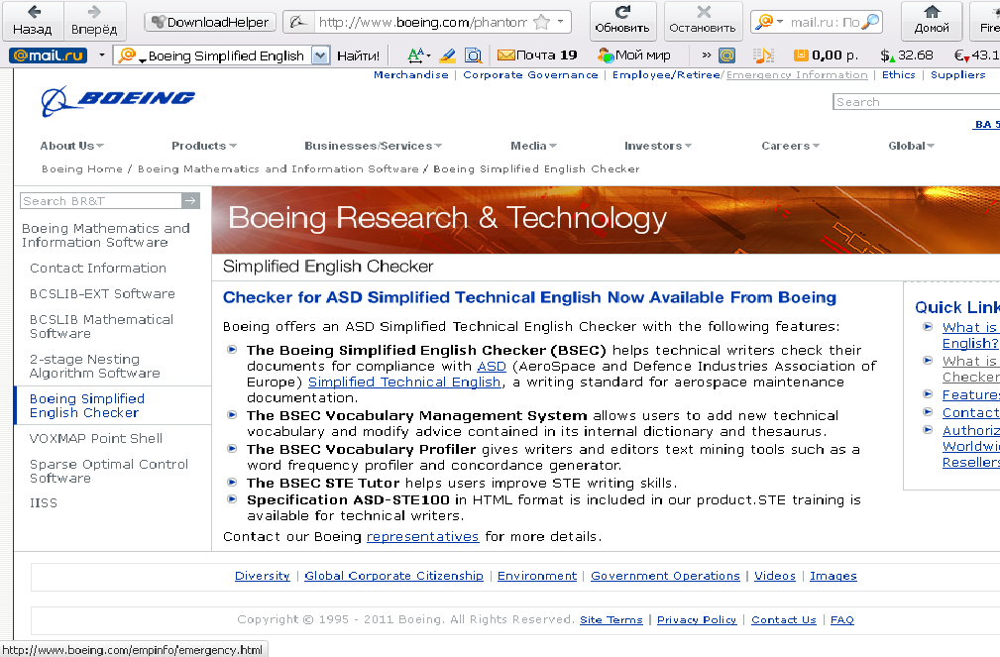 Назад
Вперёд
DownloadHelper
http://www.boeing.com/phantom
Обновить
Остановить
mail.ru: По
Домой
Fire
@mail.ru
Boeing Simplified English
Найти!
Почта 19
Мой мир
»
0,00 р.
$ 32.68
€ 43.1
Merchandise | Corporate Governance | Employee/Retiree/Emergency Information | Ethics | Suppliers
BOEING
Search
BA 5
About Us
Products
Businesses/Services
Media
Investors
Careers
Global
Boeing Home / Boeing Mathematics and Information Software / Boeing Simplified English Checker
Search BR&T
Boeing Mathematics and
Information Software
Contact Information
BCSLIB-EXT Software
BCSLIB Mathematical
Software
2-stage Nesting
Algorithm Software
Boeing Simplified
English Checker
VOXMAP Point Shell
Sparse Optimal Control
Software
IISS
Boeing Research & Technology
Simplified English Checker
Checker for ASD Simplified Technical English Now Available From Boeing
Boeing offers an ASD Simplified Technical English Checker with the following features:
The Boeing Simplified English Checker (BSEC) helps technical writers check their
documents for compliance with ASD (AeroSpace and Defence Industries Association of
Europe) Simplified Technical English, a writing standard for aerospace maintenance
documentation.
The BSEC Vocabulary Management System allows users to add new technical
vocabulary and modify advice contained in its internal dictionary and thesaurus.
The BSEC Vocabulary Profiler gives writers and editors text mining tools such as a
word frequency profiler and concordance generator.
The BSEC STE Tutor helps users improve STE writing skills.
Specification ASD-STE100 in HTML format is included in our product.STE training is
available for technical writers.
Contact our Boeing representatives for more details.
Quick Link
What is
English?
What is
Checker
Features
Contact
Authoriz
Worldwi
Resellers
Diversity | Global Corporate Citizenship | Environment | Government Operations | Videos | Images
Copyright © 1995 - 2011 Boeing. All Rights Reserved. Site Terms | Privacy Policy | Contact Us | FAQ
http://www.boeing.com/empinfo/emergency.html